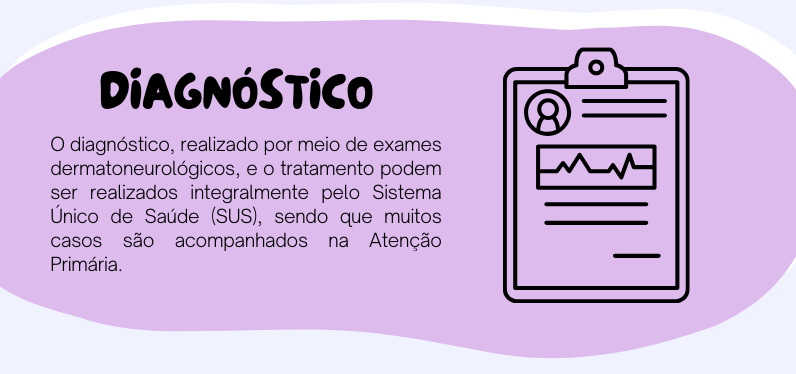 DIAGNÓSTICO
O diagnóstico, realizado por meio de exames
dermatoneurológicos, e o tratamento podem
ser realizados integralmente pelo Sistema
Único de Saúde (SUS), sendo que muitos
casos são acompanhados na Atenção
Primária.